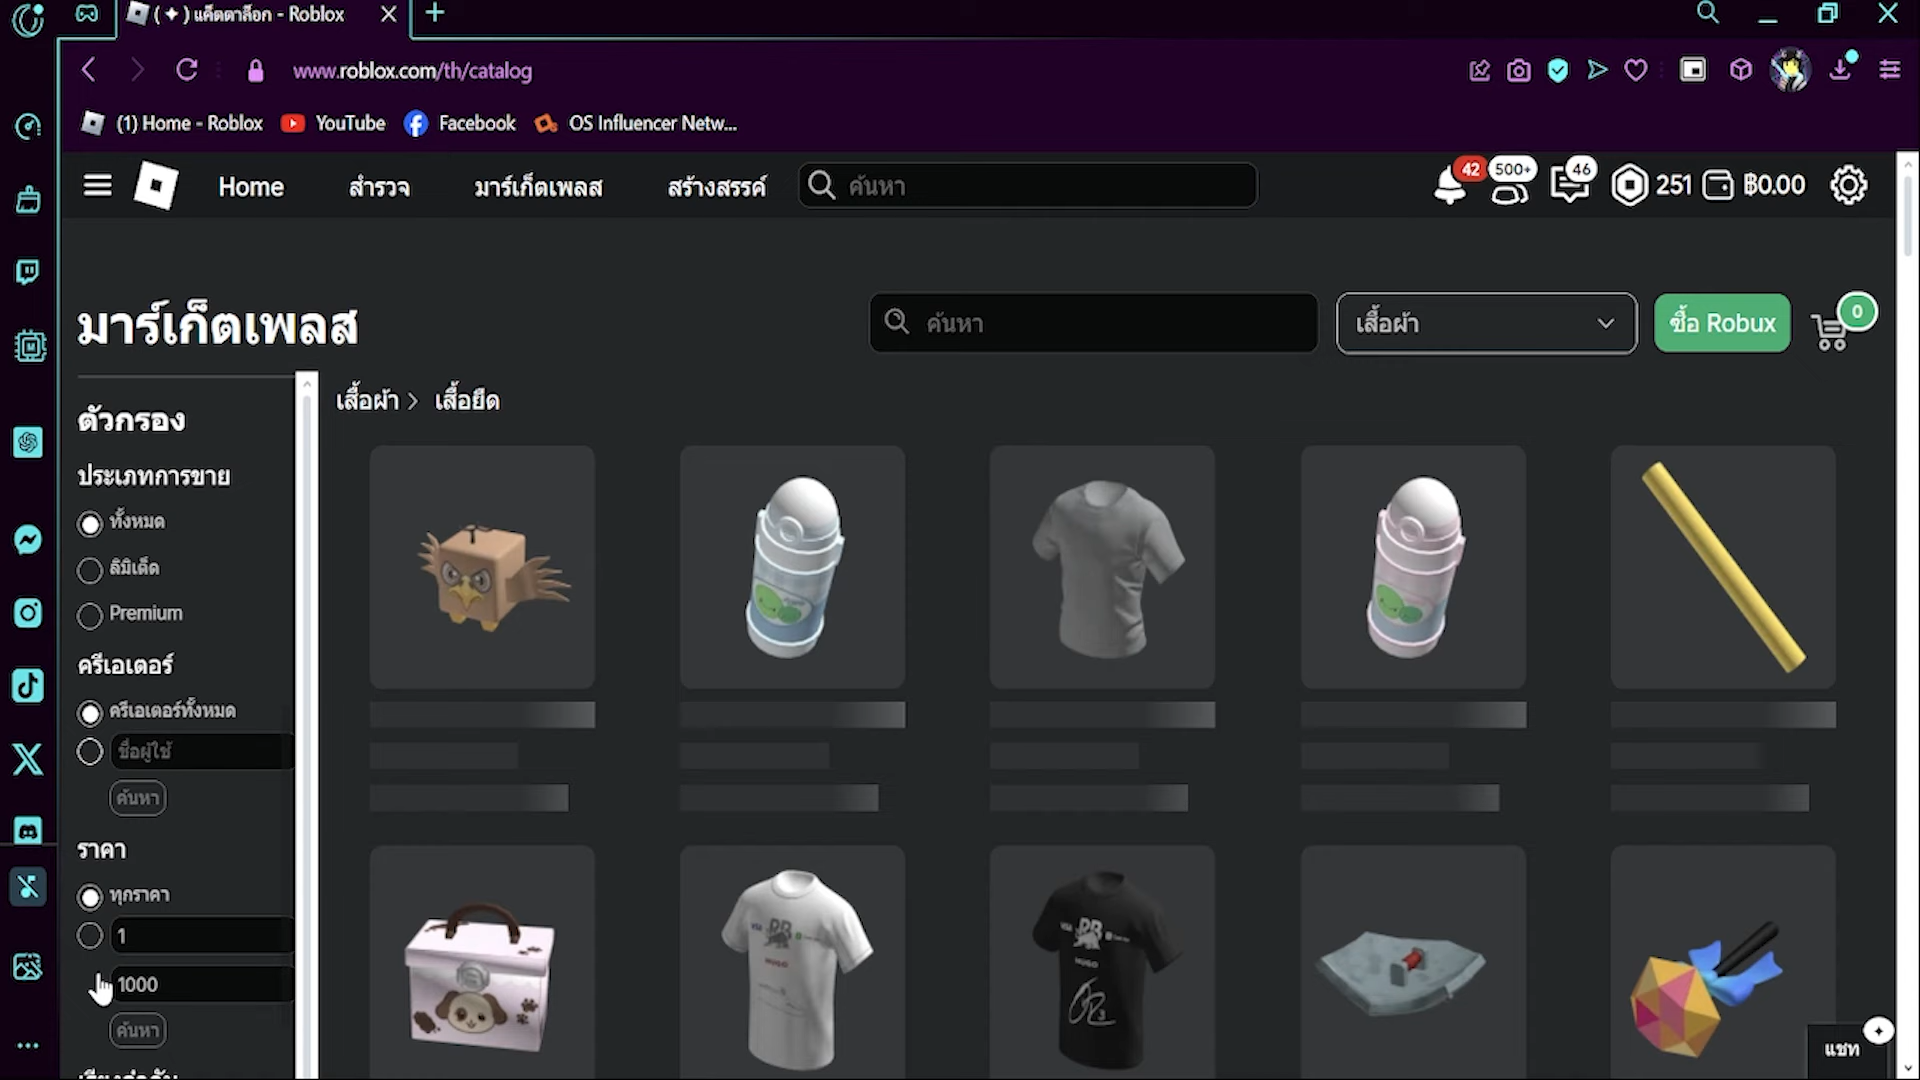 ( ✦ ) แค็ตตาล็อก - Roblox
www.roblox.com/th/catalog
(1) Home - Roblox
YouTube
Facebook
OS Influencer Netw...
Home
สำรวจ
มาร์เก็ตเพลส
สร้างสรรค์
ค้นหา
42
500+
46
251
฿0.00
มาร์เก็ตเพลส
ค้นหา
เสื้อผ้า
ซื้อ Robux
0
เสื้อผ้า > เสื้อยืด
ตัวกรอง
ประเภทการขาย
ทั้งหมด
ลิมิเต็ด
Premium
ครีเอเตอร์
ครีเอเตอร์ทั้งหมด
ชื่อผู้ใช้
ค้นหา
ราคา
ทุกราคา
1
1000
ค้นหา
HUGO
HUGO
แชท